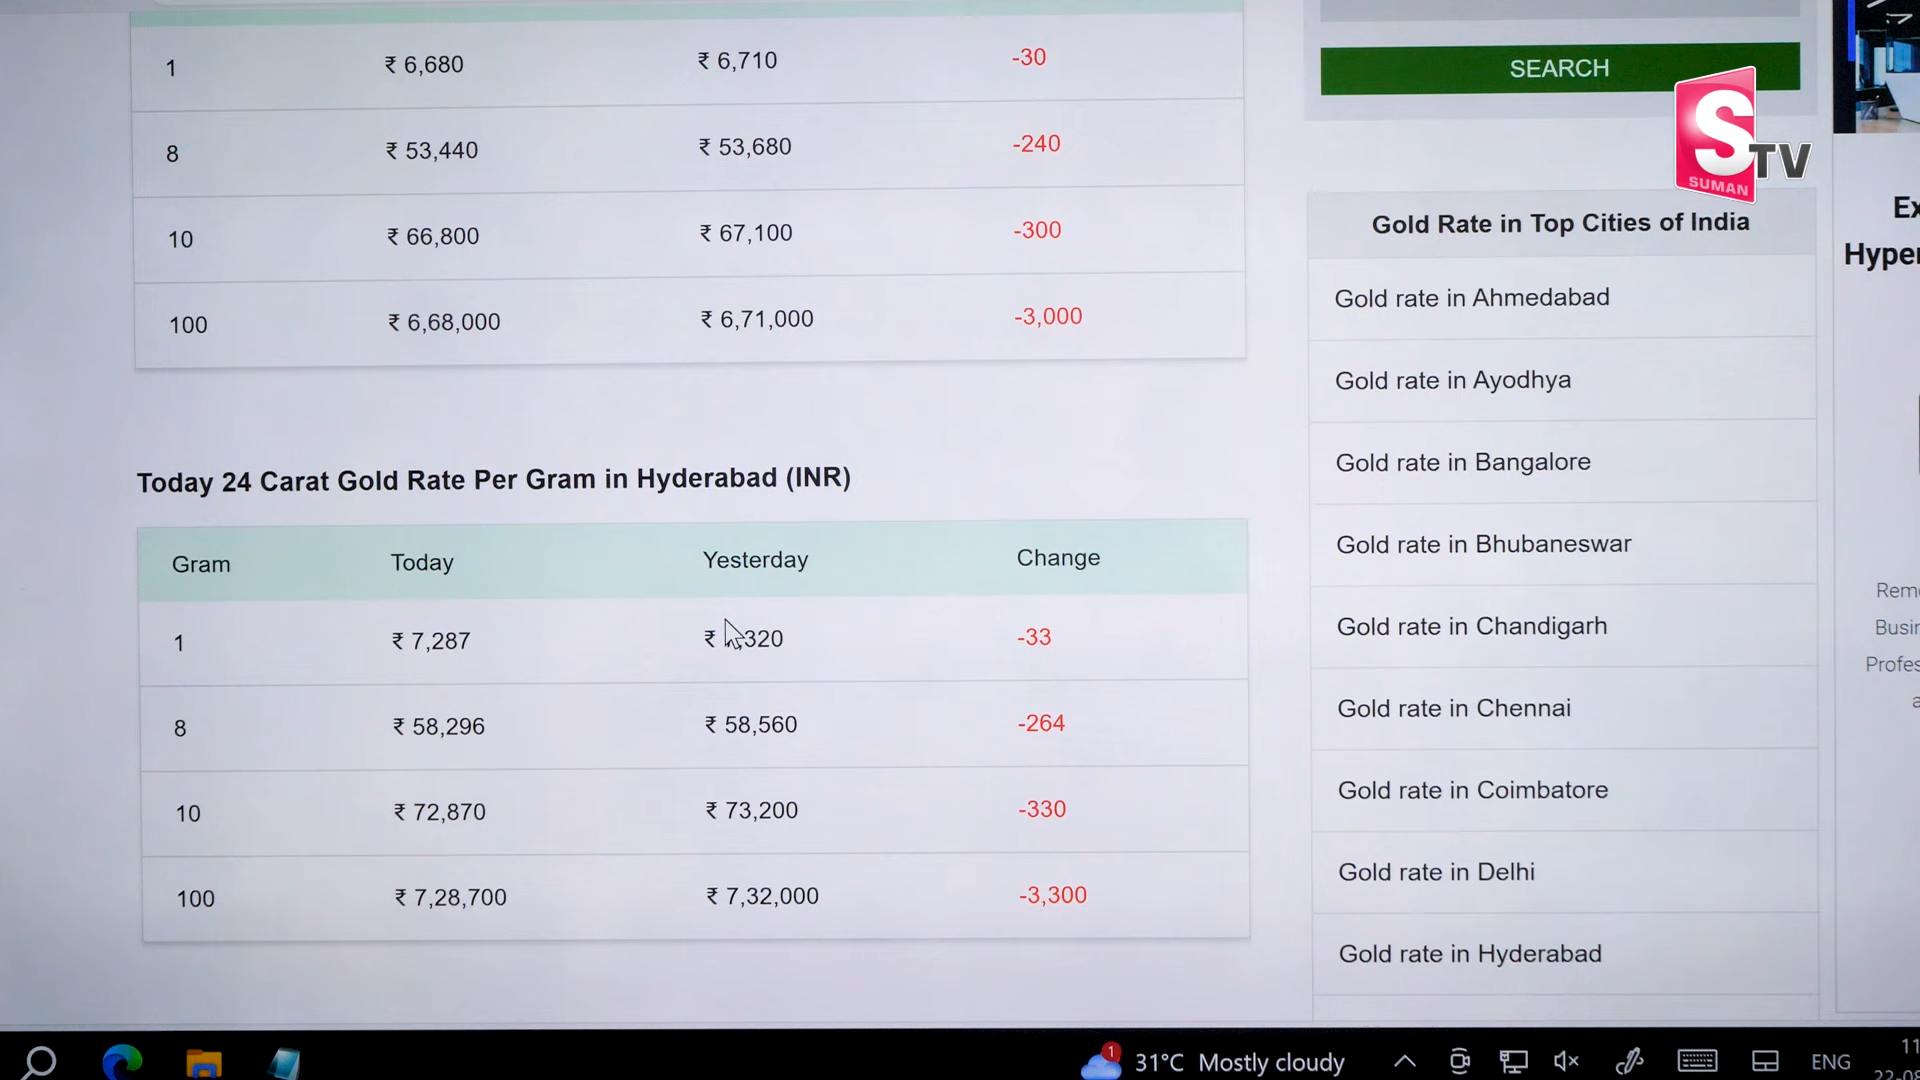 1 ₹ 6,680 ₹ 6,710 -30
8 ₹ 53,440 ₹ 53,680 -240
10 ₹ 66,800 ₹ 67,100 -300
100 ₹ 6,68,000 ₹ 6,71,000 -3,000
Today 24 Carat Gold Rate Per Gram in Hyderabad (INR)
Gram Today Yesterday Change
1 ₹ 7,287 ₹ 320 -33
8 ₹ 58,296 ₹ 58,560 -264
10 ₹ 72,870 ₹ 73,200 -330
100 ₹ 7,28,700 ₹ 7,32,000 -3,300
SEARCH
S TV
SUMAN
Gold Rate in Top Cities of India
Gold rate in Ahmedabad
Gold rate in Ayodhya
Gold rate in Bangalore
Gold rate in Bhubaneswar
Gold rate in Chandigarh
Gold rate in Chennai
Gold rate in Coimbatore
Gold rate in Delhi
Gold rate in Hyderabad
1
31°C Mostly cloudy
ENG